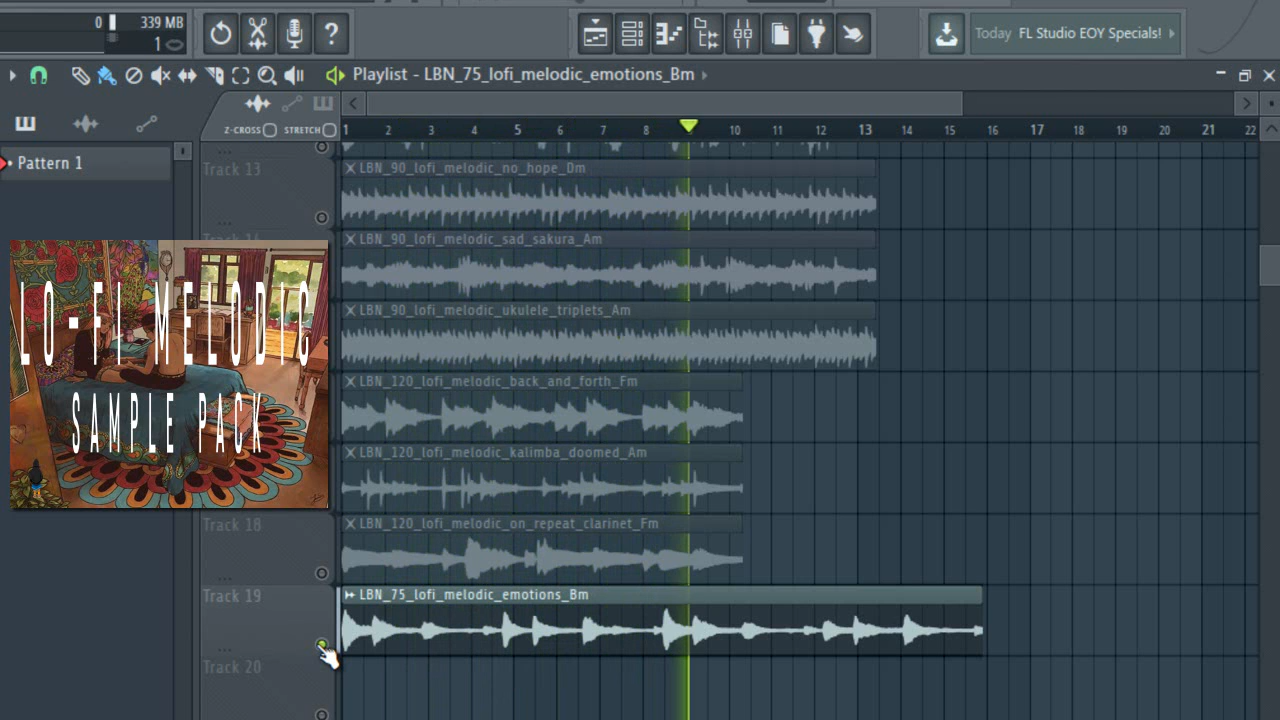 0 339 MB
1
?
Today FL Studio EOY Specials!
Playlist - LBN_75_lofi_melodic_emotions_Bm
Z-CROSS STRETCH
1 2 3 4 5 6 7 8 10 11 12 13 14 15 16 17 18 19 20 21 22
Pattern 1
...
Track 13
LBN_90_lofi_melodic_no_hope_Dm
...
LBN_90_lofi_melodic_sad_sakura_Am
LBN_90_lofi_melodic_ukulele_triplets_Am
LO-FI MELODIC
SAMPLE PACK
LBN_120_lofi_melodic_back_and_forth_Fm
LBN_120_lofi_melodic_kalimba_doomed_Am
Track 18
LBN_120_lofi_melodic_on_repeat_clarinet_Fm
...
Track 19
LBN_75_lofi_melodic_emotions_Bm
...
Track 20